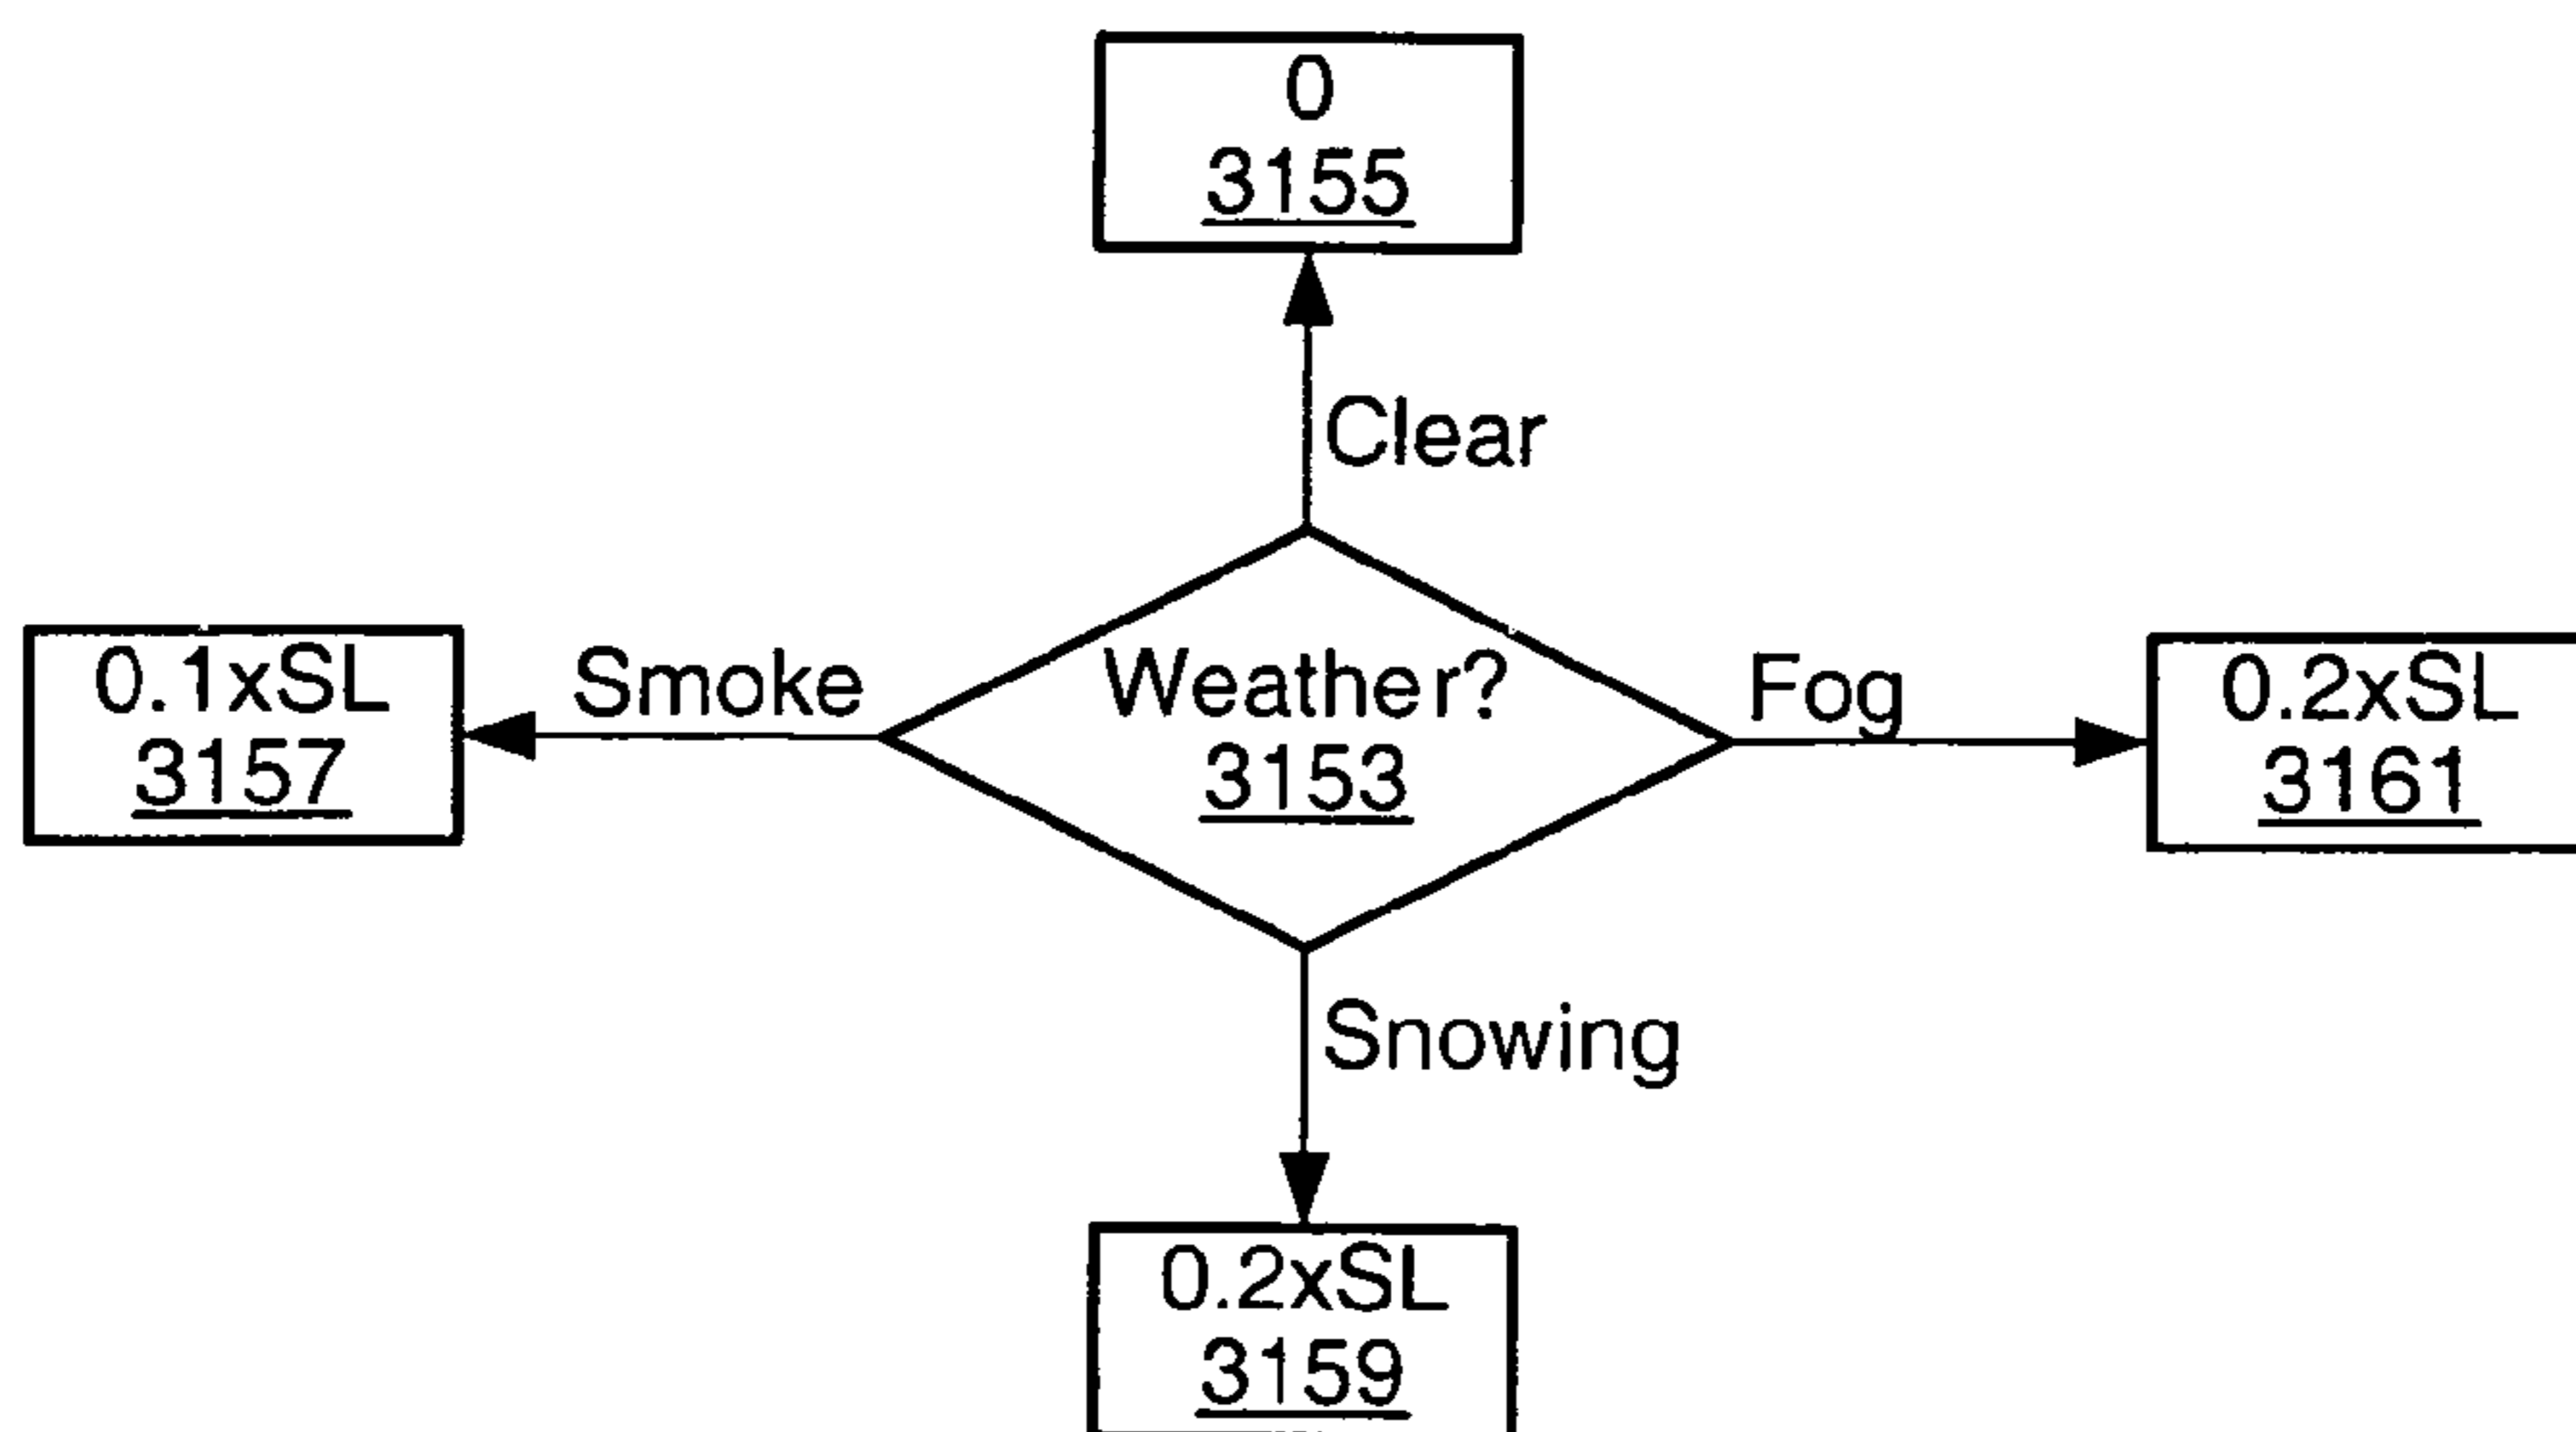 0
3155
Clear
0.1xSL
3157
Smoke
Weather?
3153
Fog
0.2xSL
3161
Snowing
0.2xSL
3159